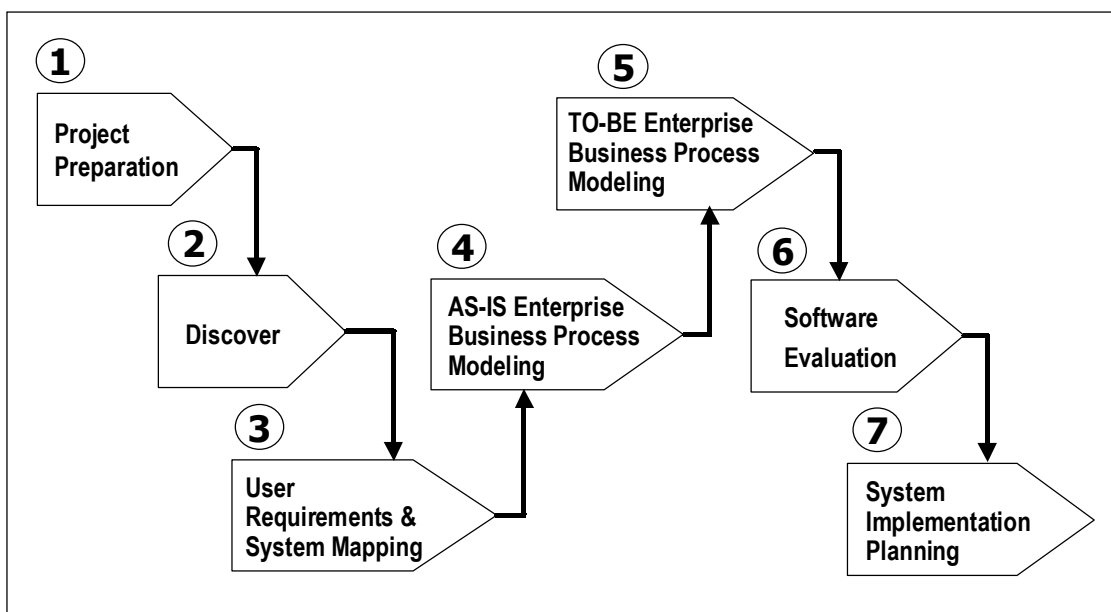 1
Project
Preparation
2
Discover
3
User
Requirements &
System Mapping
4
AS-IS Enterprise
Business Process
Modeling
5
TO-BE Enterprise
Business Process
Modeling
6
Software
Evaluation
7
System
Implementation
Planning